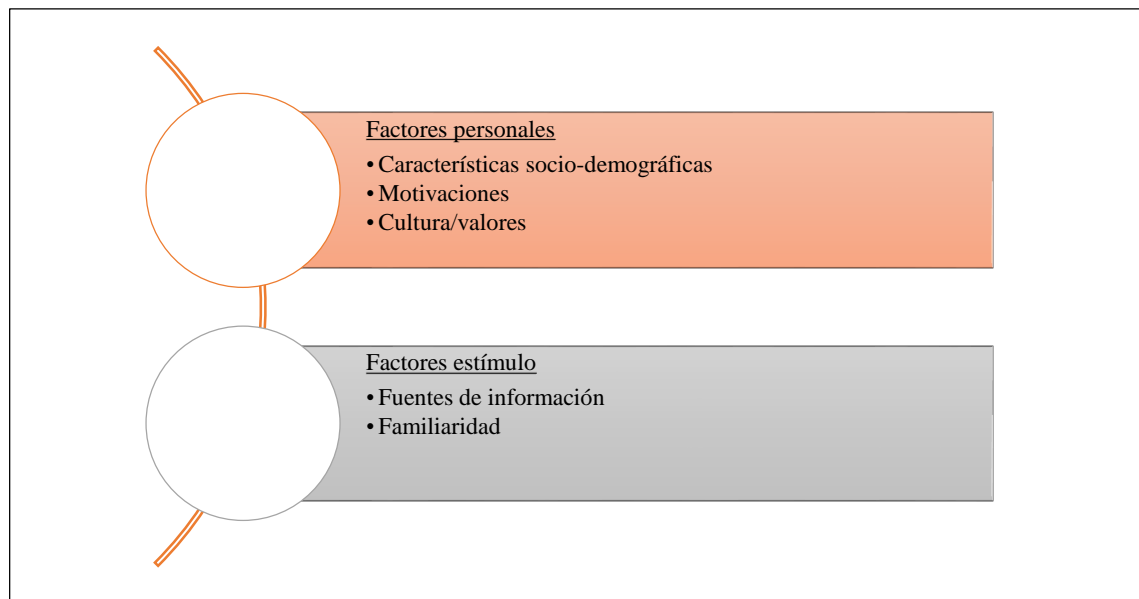 Factores personales
• Características socio-demográficas
• Motivaciones
• Cultura/valores
Factores estímulo
• Fuentes de información
• Familiaridad